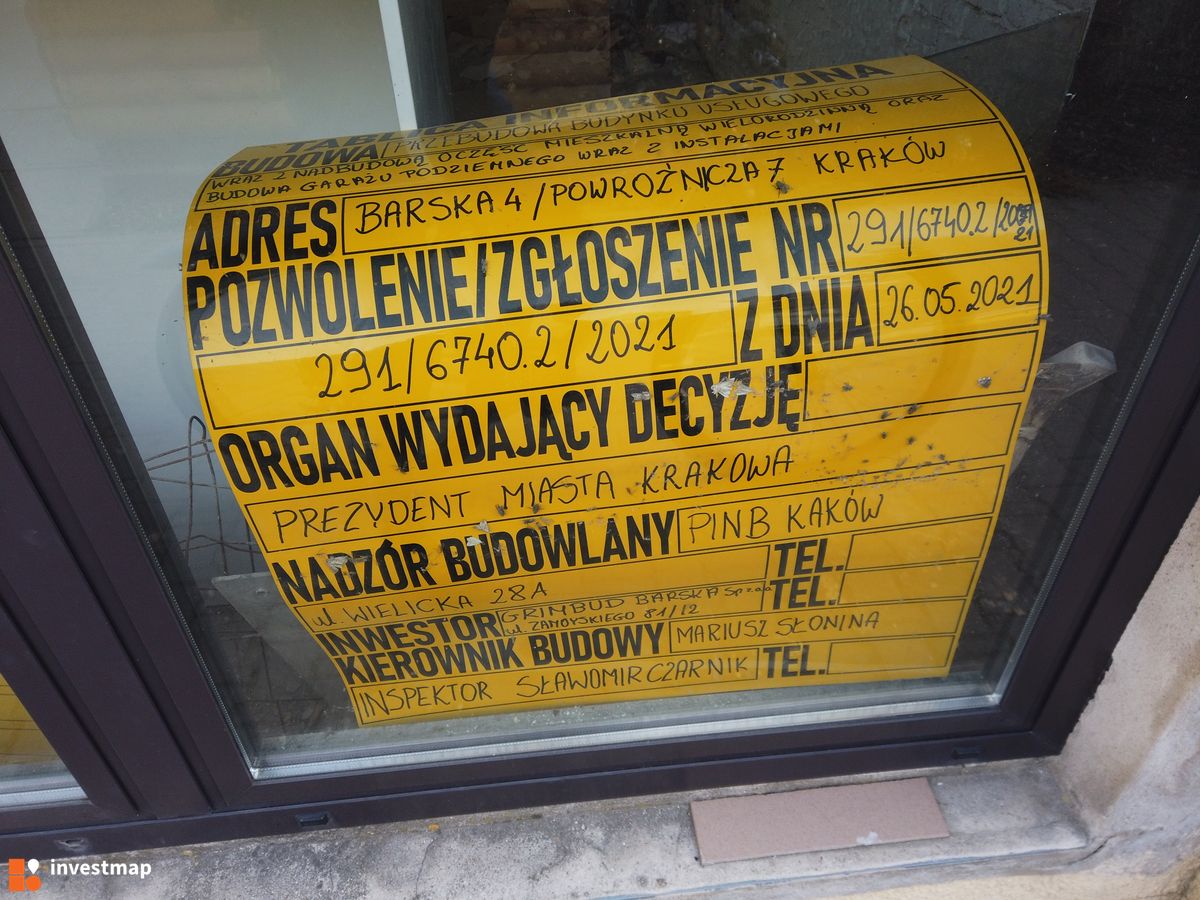 TABLICA INFORMACYJNA
BUDOWA PRZEBUDOWA BUDYNKU USŁUGOWEGO
WRAZ Z NADBUDOWĄ O CZĘŚĆ MIESZKALNĄ WIELORODZINNĄ ORAZ
BUDOWA GARAŻU PODZIEMNEGO WRAZ Z INSTALACJAMI
ADRES BARSKA 4 / POWROŹNICZA 7 KRAKÓW
POZWOLENIE/ZGŁOSZENIE NR 291/6740.2/2021
291/6740.2/2021 Z DNIA 26.05.2021
ORGAN WYDAJĄCY DECYZJĘ
PREZYDENT MIASTA KRAKOWA
NADZÓR BUDOWLANY PINB KAKÓW
ul. WIELICKA 28A TEL.
INWESTOR GRIMBUD BARSKA Sp z o.o TEL.
ul. ZAMOYSKIEGO 81/12
KIEROWNIK BUDOWY MARIUSZ SŁONINA
INSPEKTOR SŁAWOMIR CZARNIK TEL.
investmap